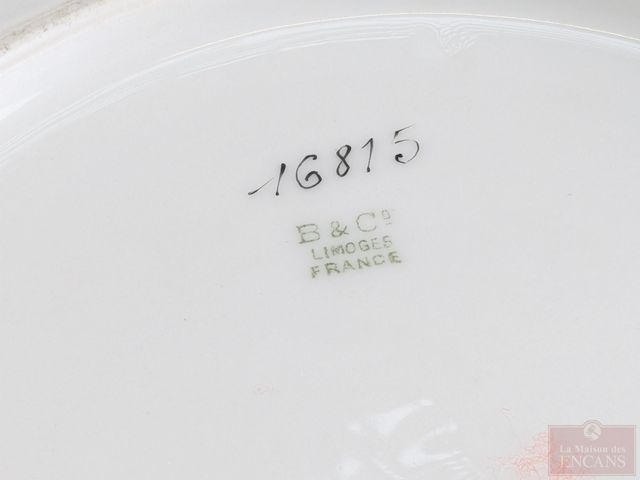 16815
B & Co
LIMOGES
FRANCE
La Maison des
ENCANS